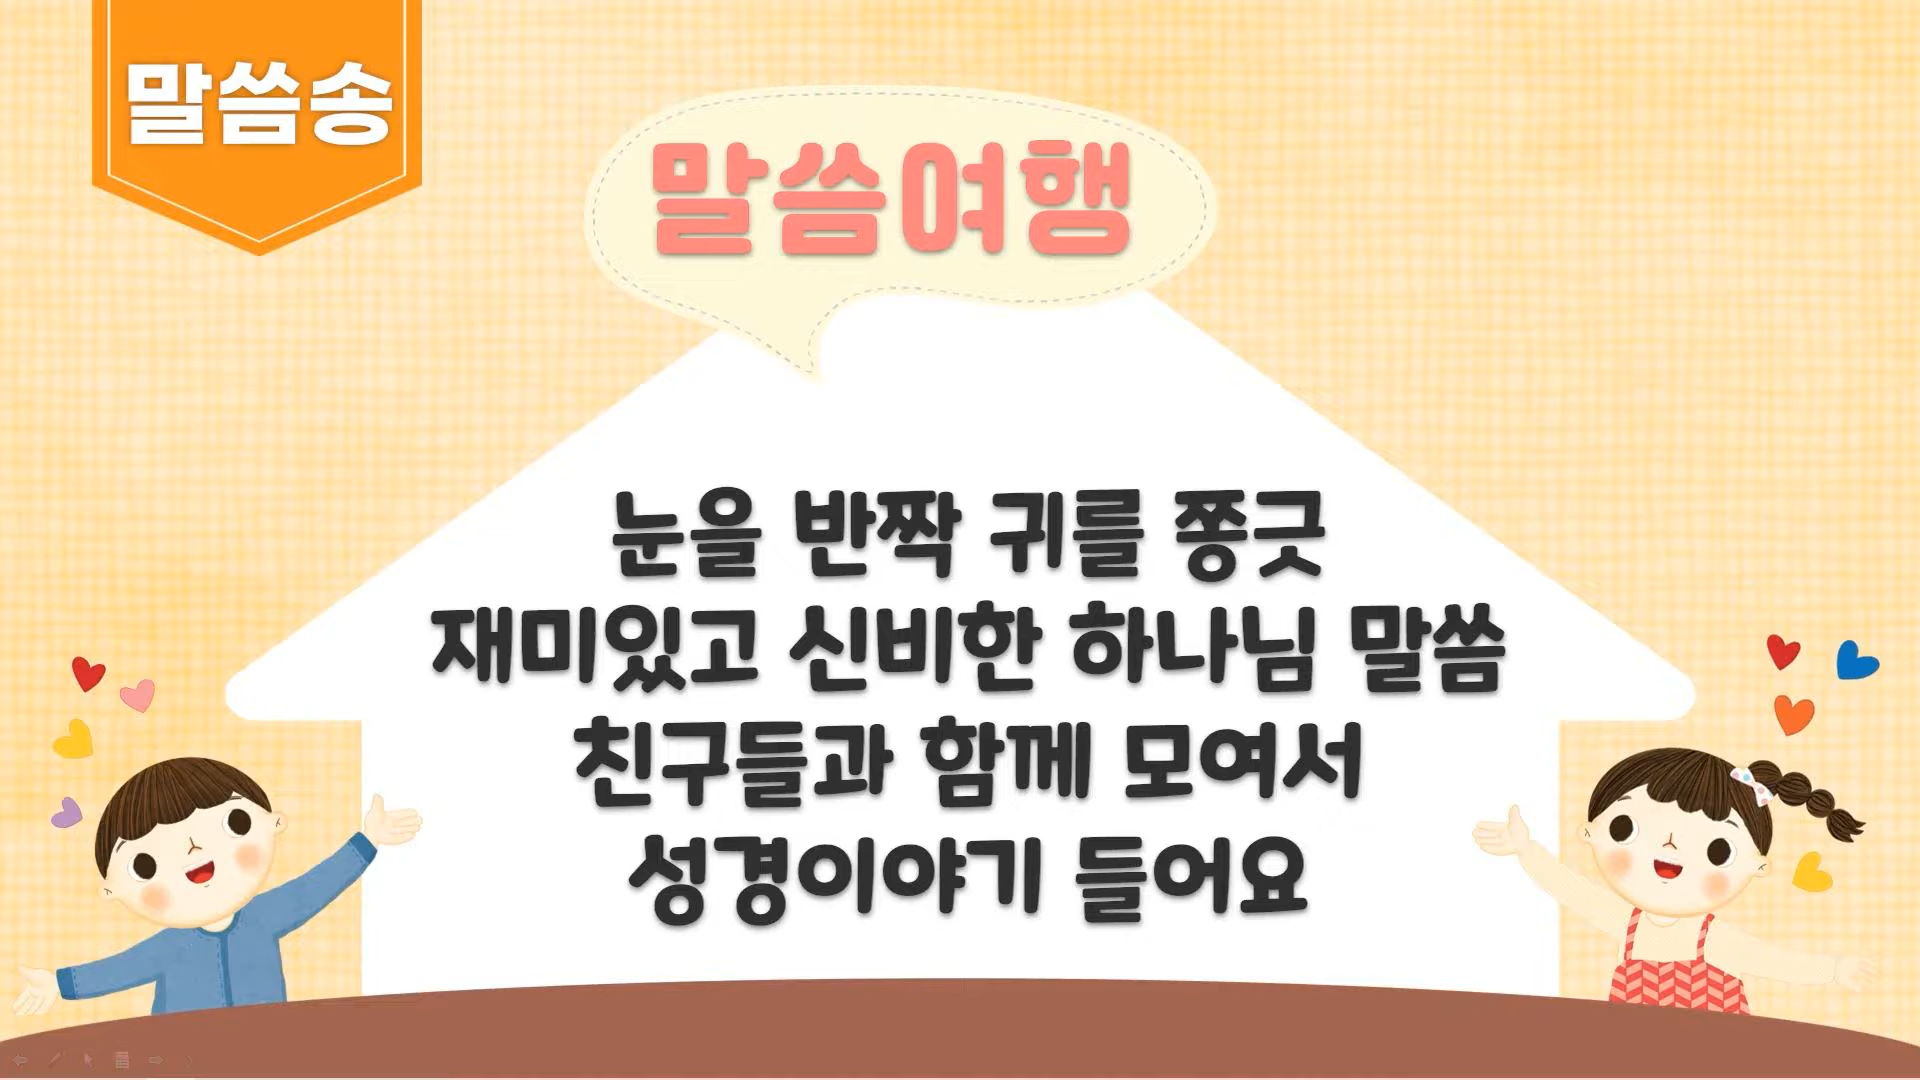 말씀송
말씀여행
눈을 반짝 귀를 쫑긋
재미있고 신비한 하나님 말씀
친구들과 함께 모여서
성경이야기 들어요